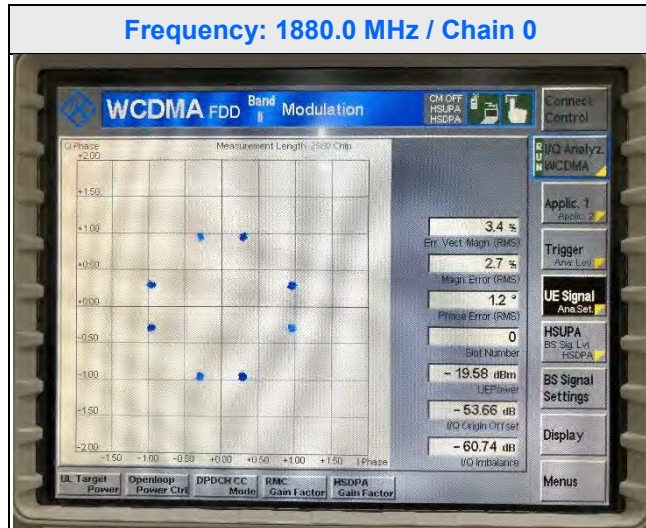 Frequency: 1880.0 MHz / Chain 0
WCDMA FDD Band II Modulation
CM OFF
HSUPA
HSDPA
Connect
Control
Q Phase
Measurement Length 2560 Chip
+2.00
+1.50
+1.00
+0.50
+0.00
-0.50
-1.00
-1.50
-2.00
-1.50 -1.00 -0.50 +0.00 +0.50 +1.00 +1.50 I Phase
3.4 %
Err. Vect. Magn. (RMS)
2.7 %
Magn. Error (RMS)
1.2 °
Phase Error (RMS)
0
Slot Number
- 19.58 dBm
UE Power
- 53.66 dB
I/Q Origin Offset
- 60.74 dB
I/Q Imbalance
RUN
I/Q Analyz.
WCDMA
Applic. 1
Applic. 2
Trigger
Ana. Lev.
UE Signal
Ana.Set.
HSUPA
BS Sig. Lvl
HSDPA
BS Signal
Settings
Display
Menus
UL Target
Power
Openloop
Power Ctrl
DPDCH CC
Mode
RMC
Gain Factor
HSDPA
Gain Factor